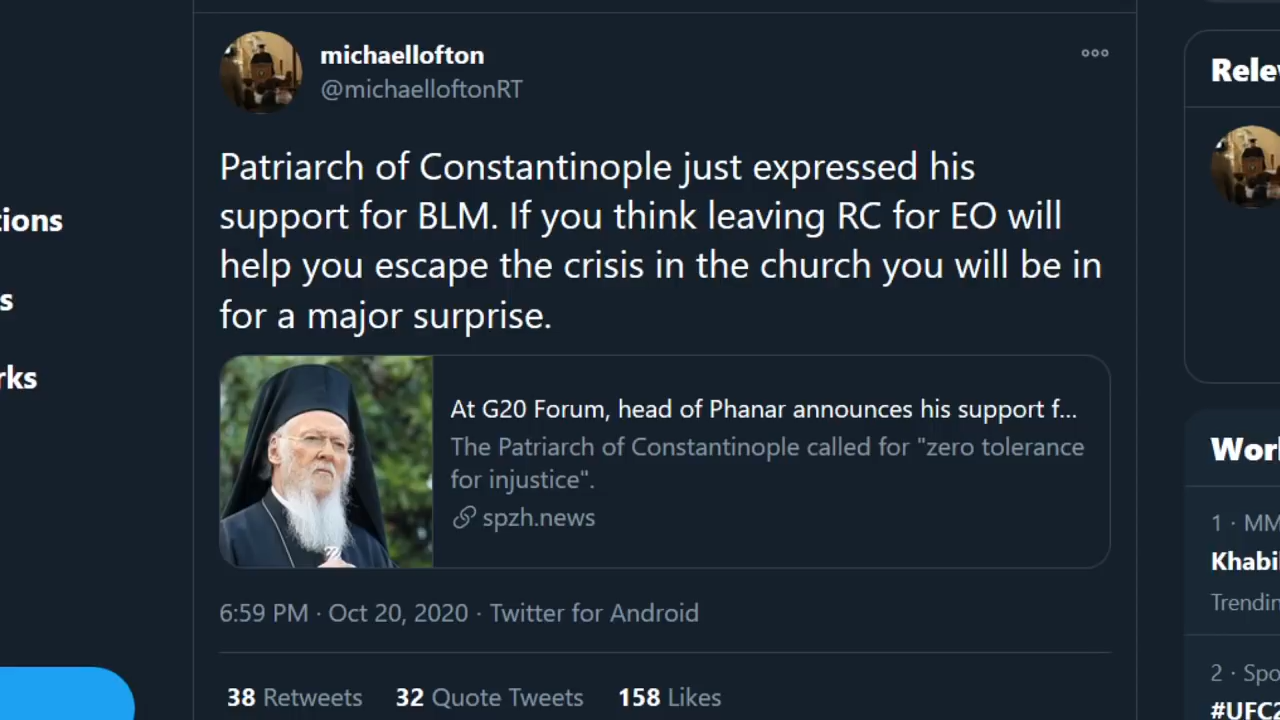 michaellofton
@michaelloftonRT
Patriarch of Constantinople just expressed his
support for BLM. If you think leaving RC for EO will
help you escape the crisis in the church you will be in
for a major surprise.
At G20 Forum, head of Phanar announces his support f...
The Patriarch of Constantinople called for "zero tolerance
for injustice".
spzh.news
6:59 PM · Oct 20, 2020 · Twitter for Android
38 Retweets 32 Quote Tweets 158 Likes
tions
s
rks
Rele
Worl
1 · MM
Khabi
Trendin
2 · Spo
#UFC2